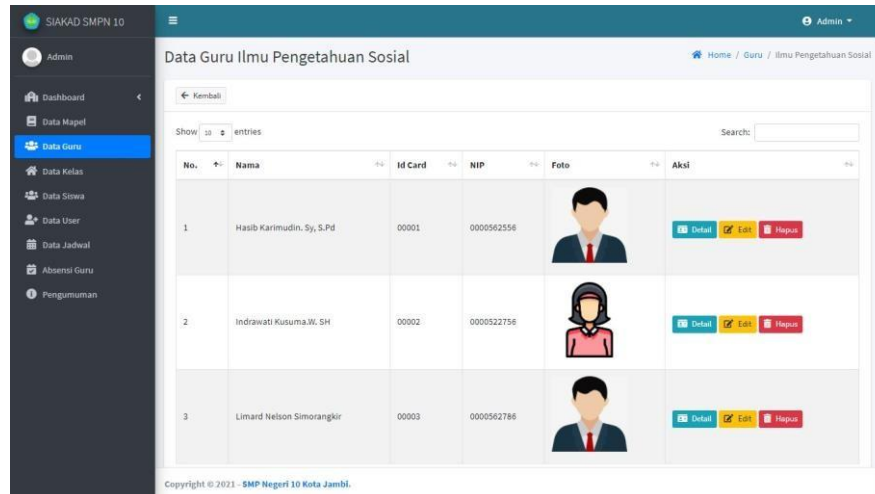 SIAKAD SMPN 10
Admin
Admin
Data Guru Ilmu Pengetahuan Sosial
Home / Guru / Ilmu Pengetahuan Sosial
Dashboard
Data Mapel
Data Guru
Data Kelas
Data Siswa
Data User
Data Jadwal
Absensi Guru
Pengumuman
Kembali
Show 10 entries
Search:
No. Nama Id Card NIP Foto Aksi
1 Hasib Karimudin. Sy, S.Pd 00001 0000562556 Detail Edit Hapus
2 Indrawati Kusuma.W. SH 00002 0000522756 Detail Edit Hapus
3 Limard Nelson Simorangkir 00003 0000562786 Detail Edit Hapus
Copyright © 2021 - SMP Negeri 10 Kota Jambi.